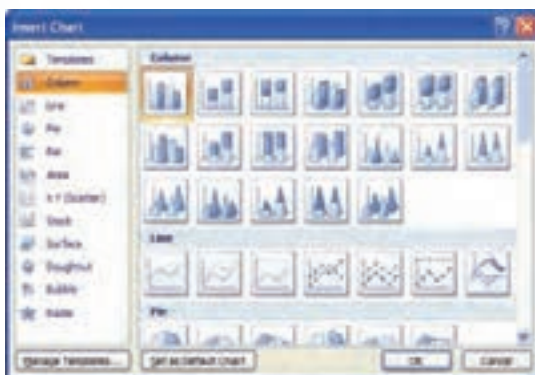 Insert Chart
Templates
Column
Line
Pie
Bar
Area
X Y (Scatter)
Stock
Surface
Doughnut
Bubble
Radar
Column
Line
Pie
Manage Templates...
Set as Default Chart
OK
Cancel